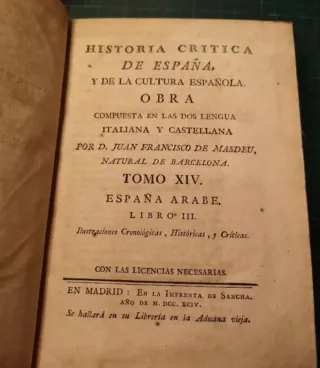 HISTORIA CRITICA
DE ESPAÑA,
Y DE LA CULTURA ESPAÑOLA.
OBRA
COMPUESTA EN LAS DOS LENGUA
ITALIANA Y CASTELLANA
POR D. JUAN FRANCISCO DE MASDEU,
NATURAL DE BARCELONA.
TOMO XIV.
ESPAÑA ARABE.
LIBRO III.
Ilustraciones Cronológicas, Históricas, y Críticas.
CON LAS LICENCIAS NECESARIAS.
EN MADRID: EN LA IMPRENTA DE SANCHA.
AÑO DE M. DCC. XCIV.
Se hallará en su Librería en la Aduana vieja.